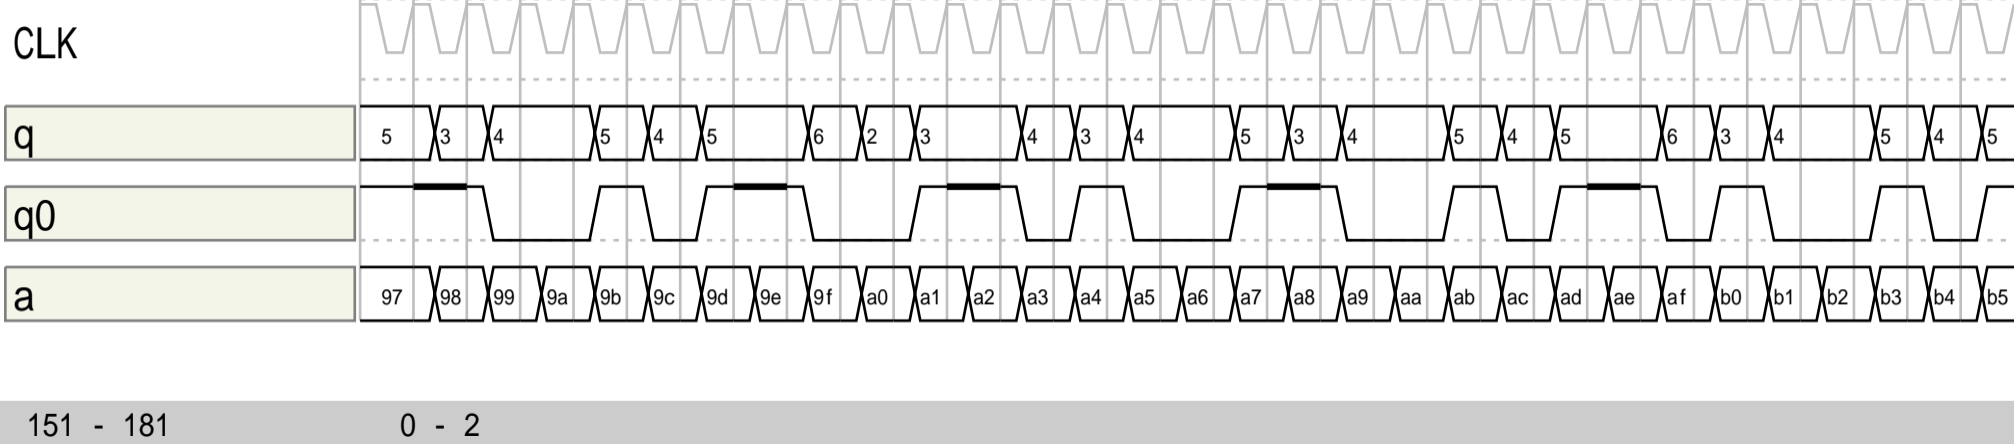 CLK
q 5 3 4 5 4 5 6 2 3 4 3 4 5 3 4 5 4 5 6 3 4 5 4 5
q0
a 97 98 99 9a 9b 9c 9d 9e 9f a0 a1 a2 a3 a4 a5 a6 a7 a8 a9 aa ab ac ad ae af b0 b1 b2 b3 b4 b5
151 - 181 0 - 2